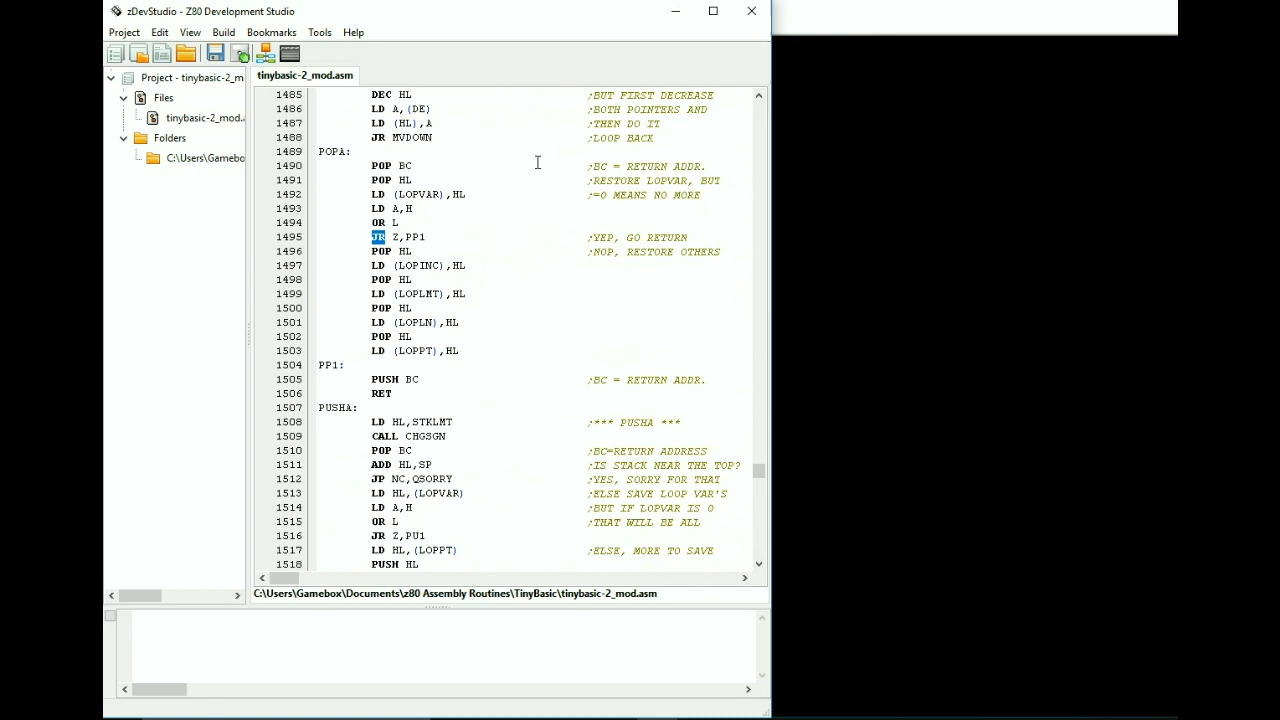 zDevStudio - Z80 Development Studio
Project Edit View Build Bookmarks Tools Help
Project - tinybasic-2_m
Files
tinybasic-2_mod.a
Folders
C:\Users\Gamebo
tinybasic-2_mod.asm
1485 DEC HL ;BUT FIRST DECREASE
1486 LD A,(DE) ;BOTH POINTERS AND
1487 LD (HL),A ;THEN DO IT
1488 JR MVDOWN ;LOOP BACK
1489 POPA:
1490 POP BC ;BC = RETURN ADDR.
1491 POP HL ;RESTORE LOPVAR, BUT
1492 LD (LOPVAR),HL ;=0 MEANS NO MORE
1493 LD A,H
1494 OR L
1495 JR Z,PP1 ;YEP, GO RETURN
1496 POP HL ;NOP, RESTORE OTHERS
1497 LD (LOPINC),HL
1498 POP HL
1499 LD (LOPLMT),HL
1500 POP HL
1501 LD (LOPLN),HL
1502 POP HL
1503 LD (LOPPT),HL
1504 PP1:
1505 PUSH BC ;BC = RETURN ADDR.
1506 RET
1507 PUSHA:
1508 LD HL,STKLMT ;*** PUSHA ***
1509 CALL CHGSGN
1510 POP BC ;BC=RETURN ADDRESS
1511 ADD HL,SP ;IS STACK NEAR THE TOP?
1512 JP NC,QSORRY ;YES, SORRY FOR THAT
1513 LD HL,(LOPVAR) ;ELSE SAVE LOOP VAR'S
1514 LD A,H ;BUT IF LOPVAR IS 0
1515 OR L ;THAT WILL BE ALL
1516 JR Z,PU1
1517 LD HL,(LOPPT) ;ELSE, MORE TO SAVE
1518 PUSH HL
C:\Users\Gamebox\Documents\z80 Assembly Routines\TinyBasic\tinybasic-2_mod.asm